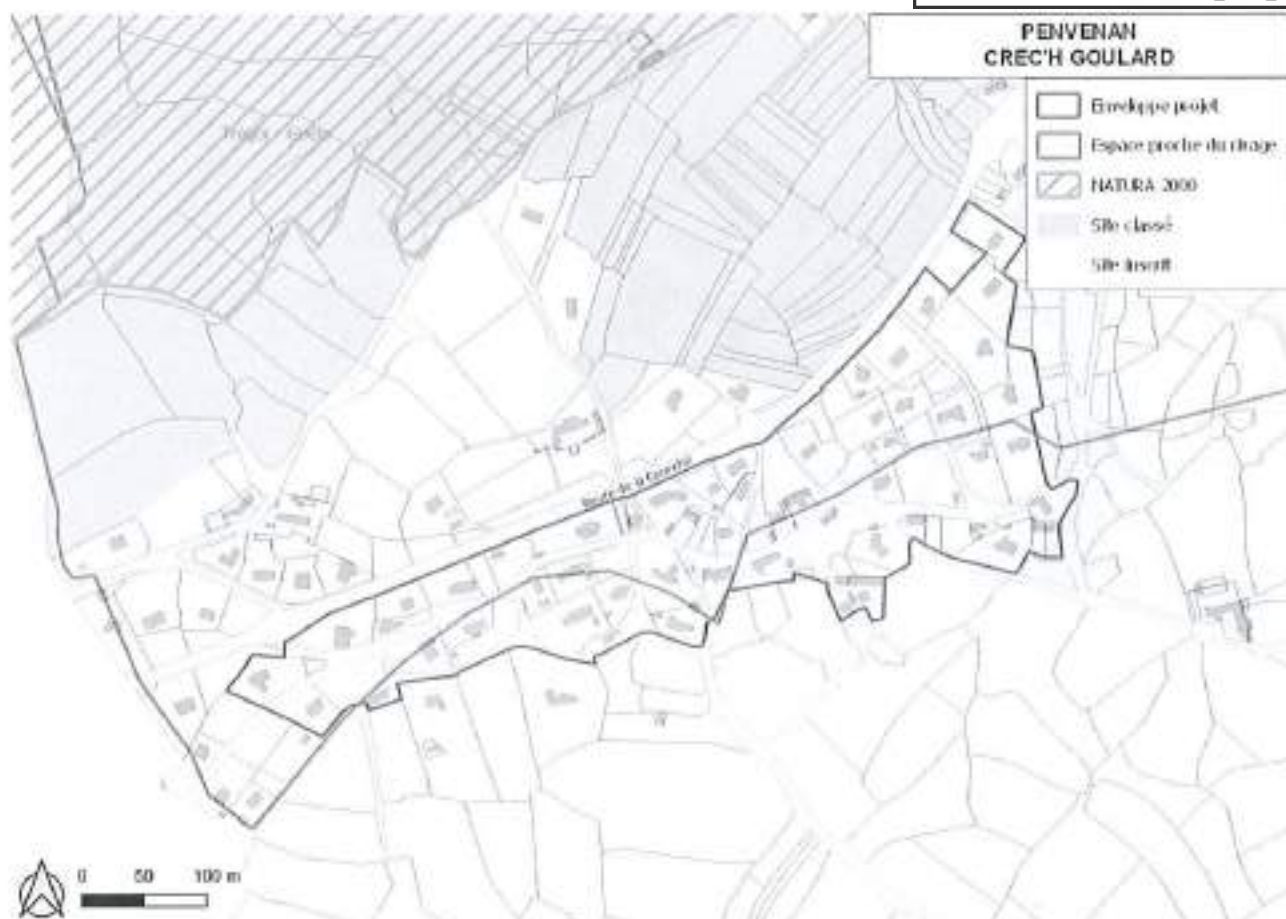 PENVENAN
CREC'H GOULARD
Enveloppe projet
Espace proche du rivage
NATURA 2000
Site classé
Site inscrit
Route de la Corniche
0 50 100 m